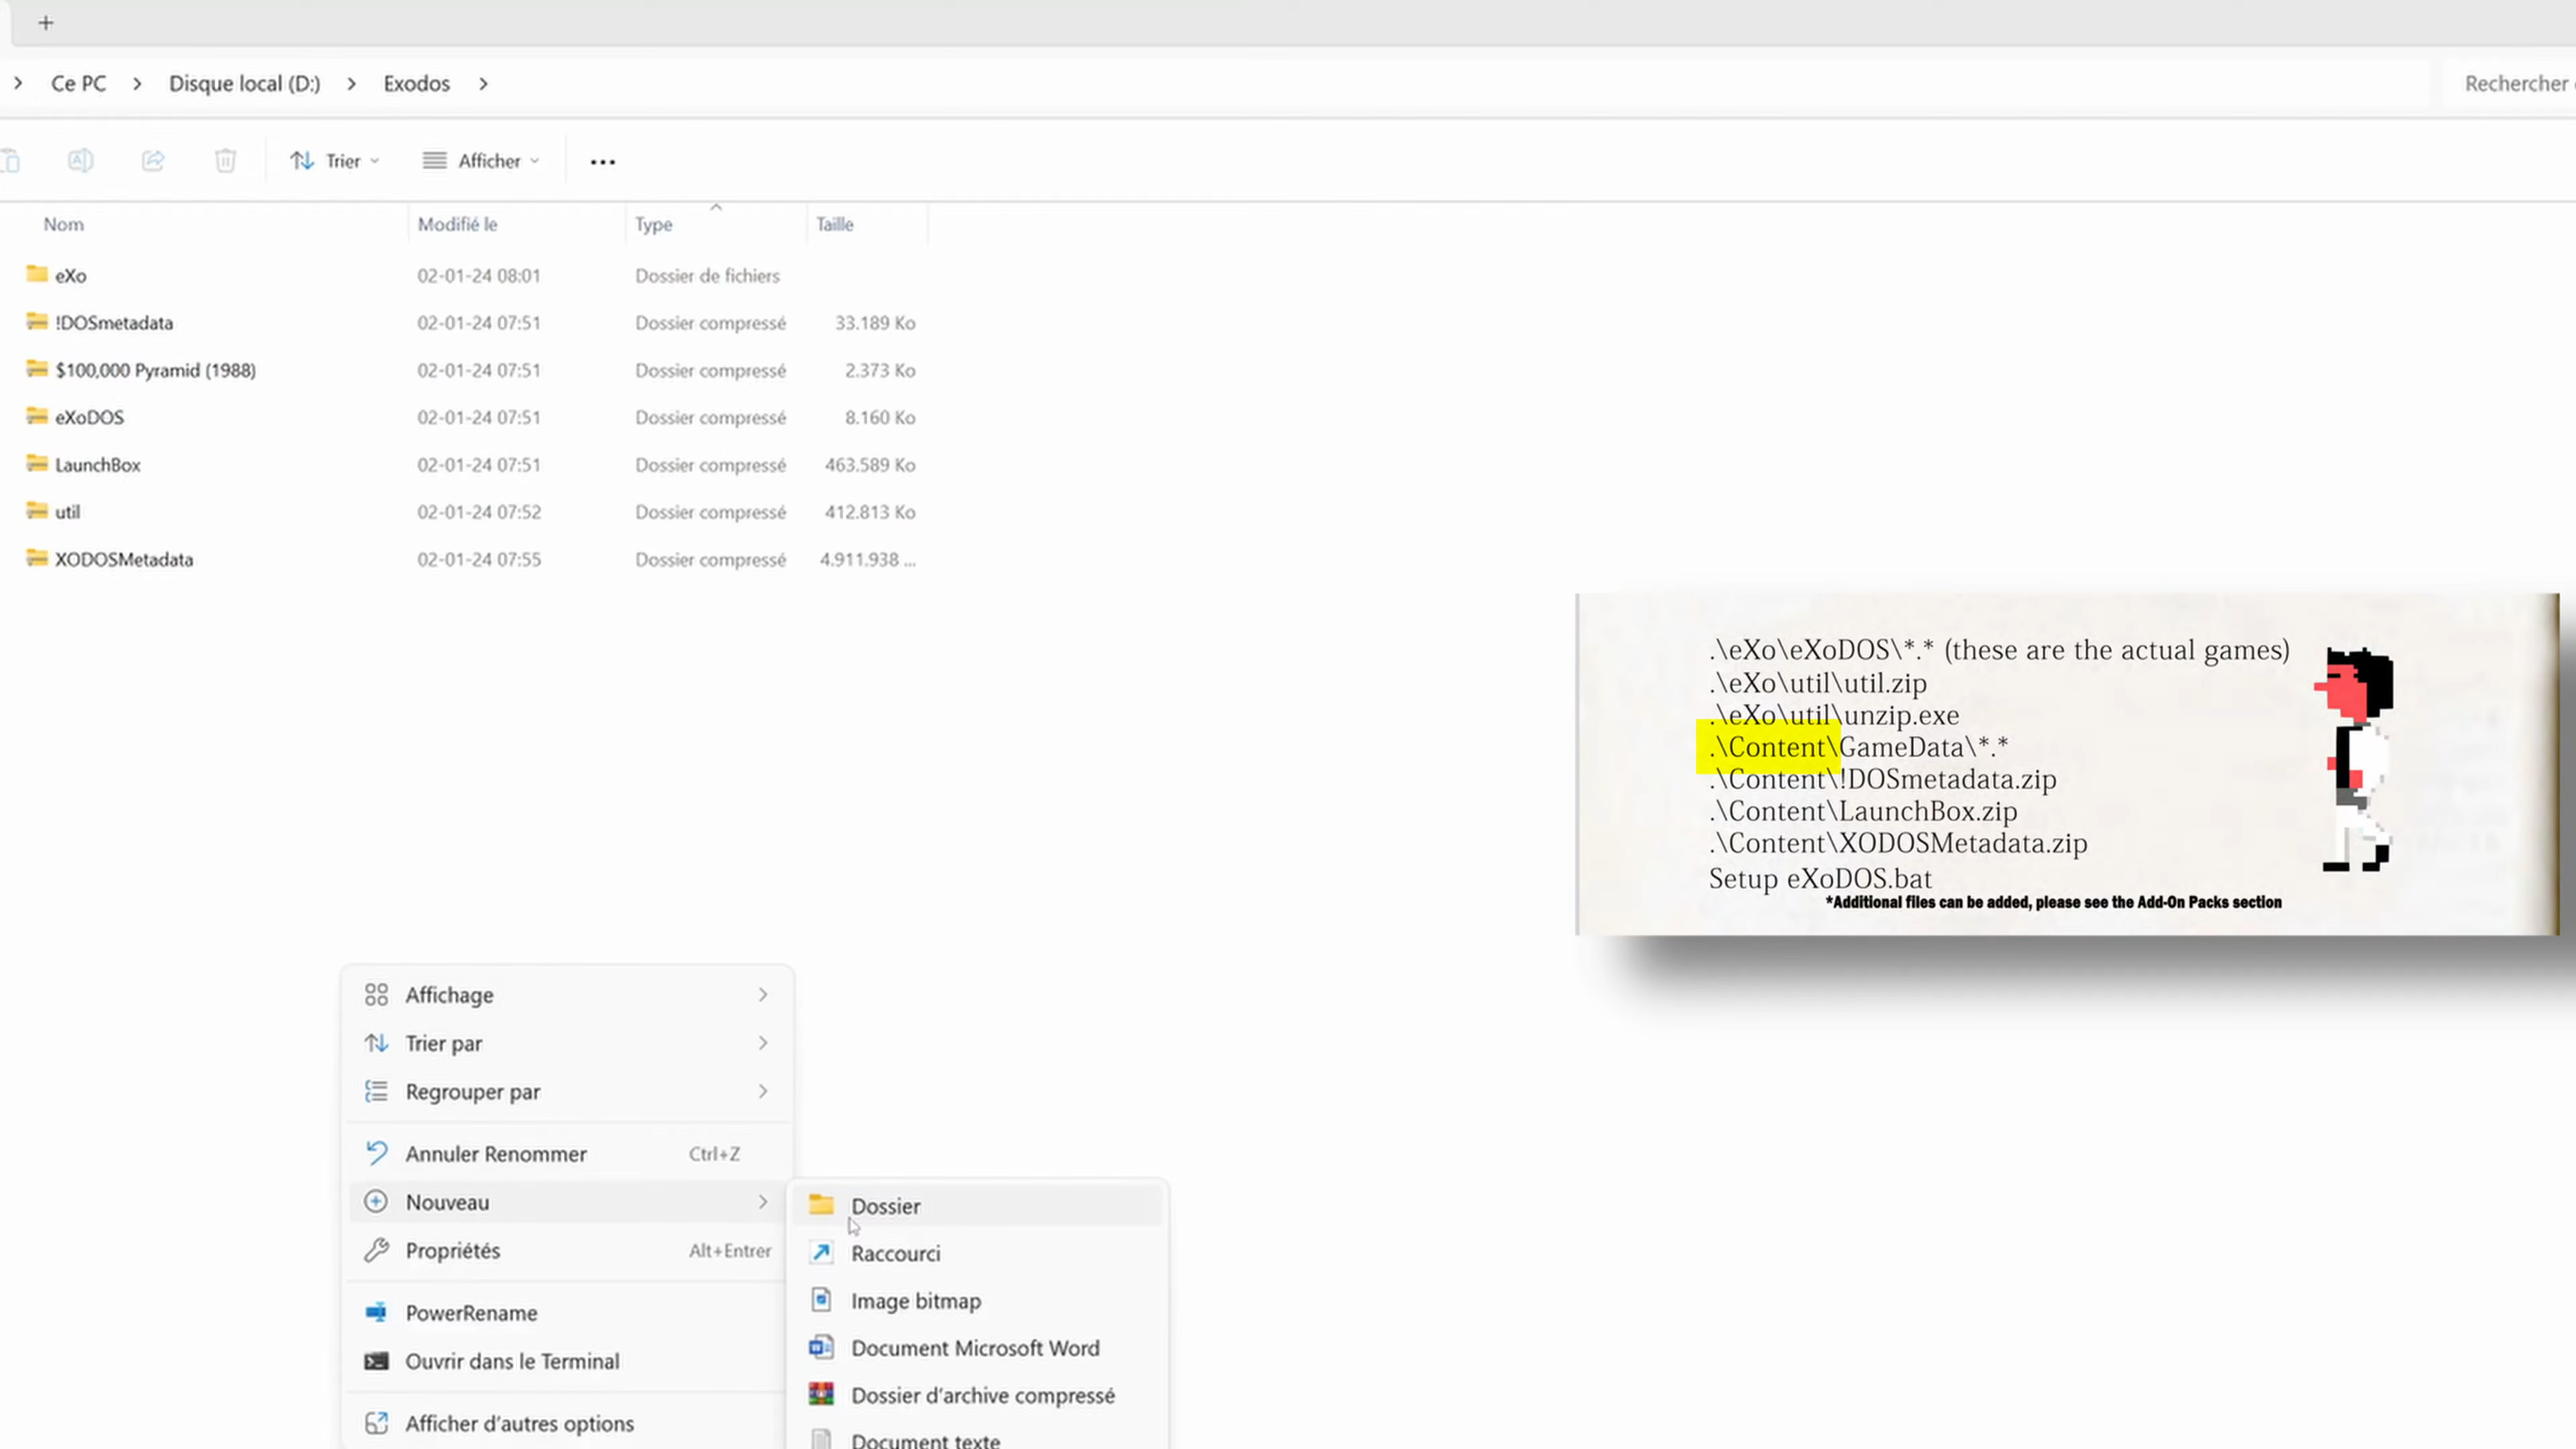 +
Ce PC
Disque local (D:)
Exodos
Rechercher
Trier
Afficher
...
Nom Modifié le Type Taille
eXo 02-01-24 08:01 Dossier de fichiers
!DOSmetadata 02-01-24 07:51 Dossier compressé 33.189 Ko
$100,000 Pyramid (1988) 02-01-24 07:51 Dossier compressé 2.373 Ko
eXoDOS 02-01-24 07:51 Dossier compressé 8.160 Ko
LaunchBox 02-01-24 07:51 Dossier compressé 463.589 Ko
util 02-01-24 07:52 Dossier compressé 412.813 Ko
XODOSMetadata 02-01-24 07:55 Dossier compressé 4.911.938 ...
.\eXo\eXoDOS\*.* (these are the actual games)
.\eXo\util\util.zip
.\eXo\util\unzip.exe
.\Content\GameData\*.*
.\Content\!DOSmetadata.zip
.\Content\LaunchBox.zip
.\Content\XODOSMetadata.zip
Setup eXoDOS.bat
*Additional files can be added, please see the Add-On Packs section
Affichage
Trier par
Regrouper par
Annuler Renommer Ctrl+Z
Nouveau
Propriétés Alt+Entrer
PowerRename
Ouvrir dans le Terminal
Afficher d'autres options
Dossier
Raccourci
Image bitmap
Document Microsoft Word
Dossier d'archive compressé
Document texte